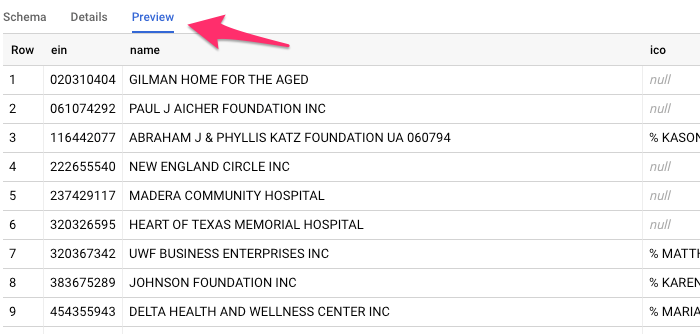 Schema Details Preview
Row ein name ico
1 020310404 GILMAN HOME FOR THE AGED null
2 061074292 PAUL J AICHER FOUNDATION INC null
3 116442077 ABRAHAM J & PHYLLIS KATZ FOUNDATION UA 060794 % KASON
4 222655540 NEW ENGLAND CIRCLE INC null
5 237429117 MADERA COMMUNITY HOSPITAL null
6 320326595 HEART OF TEXAS MEMORIAL HOSPITAL null
7 320367342 UWF BUSINESS ENTERPRISES INC % MATTH
8 383675289 JOHNSON FOUNDATION INC % KAREN
9 454355943 DELTA HEALTH AND WELLNESS CENTER INC % MARIA